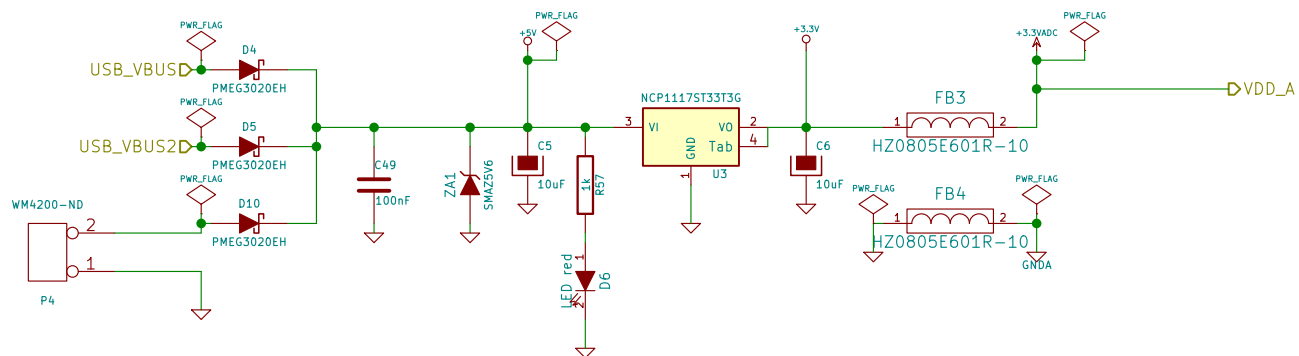 PWR_FLAG
D4
USB_VBUS
PMEG3020EH
PWR_FLAG
D5
USB_VBUS2
PMEG3020EH
PWR_FLAG
D10
PMEG3020EH
WM4200-ND
2
1
P4
C49
100nF
ZA1
SMAZ5V6
+5V
PWR_FLAG
C5
10uF
1k
R57
LED red
1
2
D6
NCP1117ST33T3G
3
VI
VO
2
Tab
4
GND
1
U3
+3.3V
C6
10uF
FB3
1
2
HZ0805E601R-10
+3.3VADC
PWR_FLAG
VDD_A
PWR_FLAG
FB4
1
2
HZ0805E601R-10
PWR_FLAG
GNDA